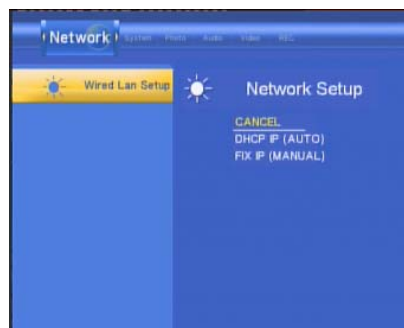 Network System Photo Audio Video REC
Wired Lan Setup
Network Setup
CANCEL
DHCP IP (AUTO)
FIX IP (MANUAL)